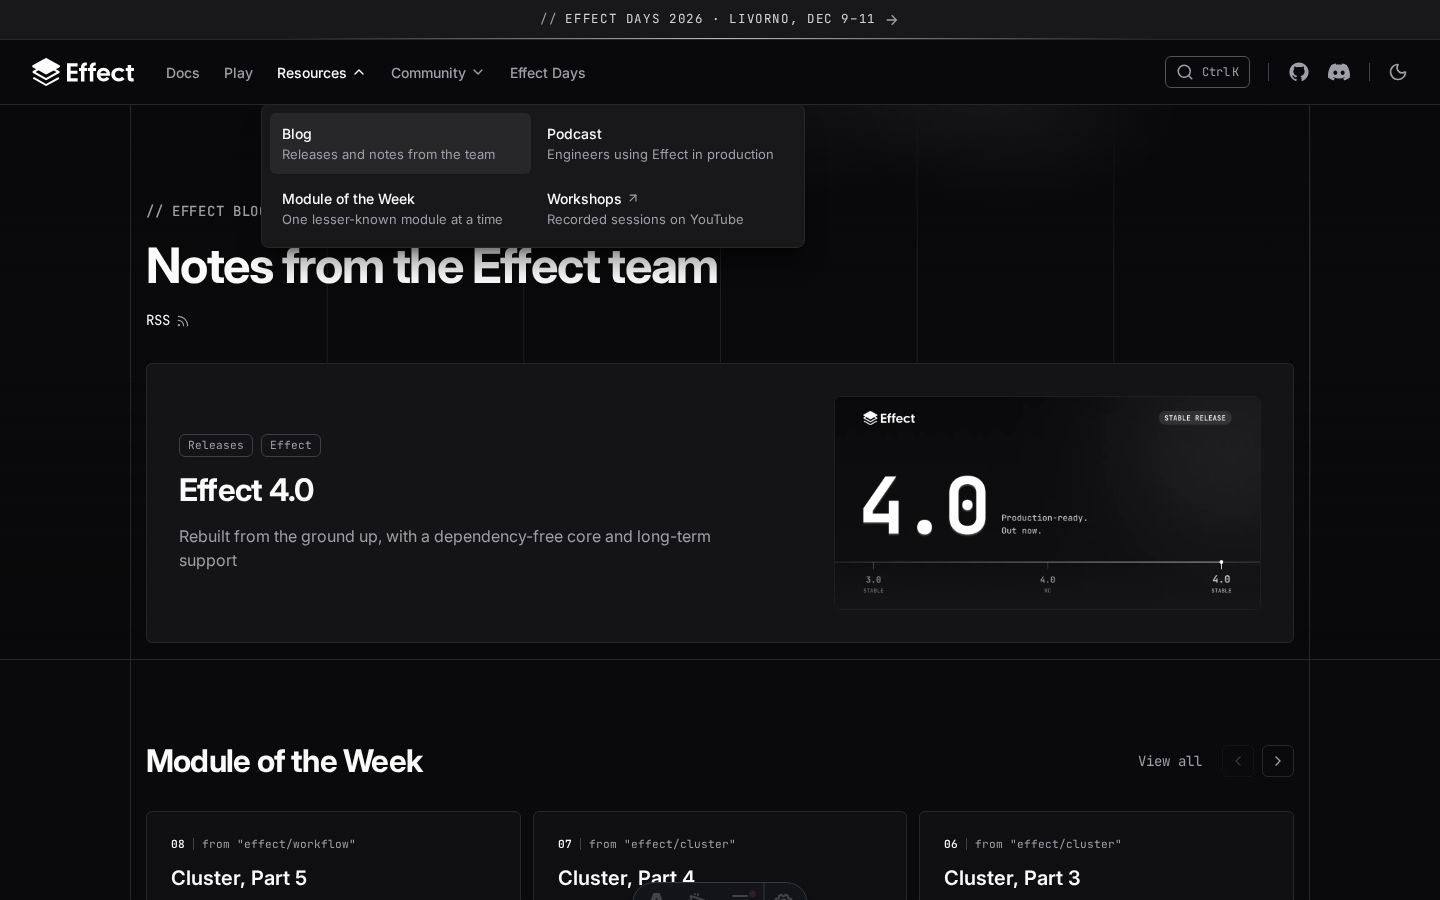 // EFFECT DAYS 2026 · LIVORNO, DEC 9–11 →
Effect
Docs
Play
Resources
Community
Effect Days
Ctrl K
Blog
Releases and notes from the team
Podcast
Engineers using Effect in production
Module of the Week
One lesser-known module at a time
Workshops ↗
Recorded sessions on YouTube
// EFFECT BLO
Notes from the Effect team
RSS
Releases
Effect
Effect 4.0
Rebuilt from the ground up, with a dependency-free core and long-term
support
Effect
STABLE RELEASE
4.0
Production-ready.
Out now.
3.0
STABLE
4.0
RC
4.0
STABLE
Module of the Week
View all
08 | from "effect/workflow"
Cluster, Part 5
07 | from "effect/cluster"
Cluster, Part 4
06 | from "effect/cluster"
Cluster, Part 3